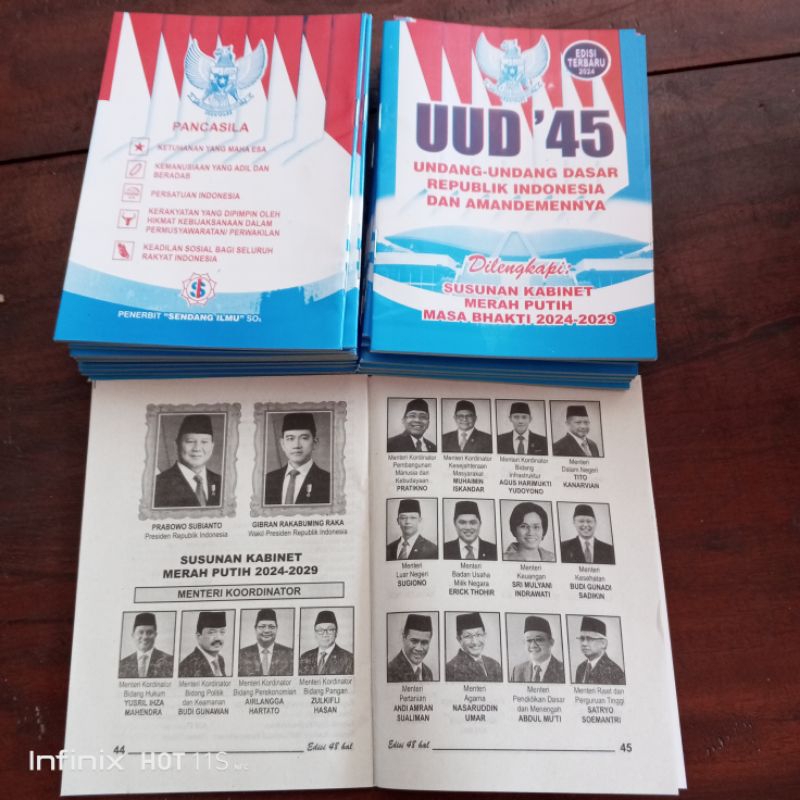 PANCASILA
KETUHANAN YANG MAHA ESA
KEMANUSIAAN YANG ADIL DAN
BERADAB
PERSATUAN INDONESIA
KERAKYATAN YANG DIPIMPIN OLEH
HIKMAT KEBIJAKSANAAN DALAM
PERMUSYAWARATAN/ PERWAKILAN
KEADILAN SOSIAL BAGI SELURUH
RAKYAT INDONESIA
PENERBIT "SENDANG ILMU" SOL
EDISI
TERBARU
2024
UUD '45
UNDANG-UNDANG DASAR
REPUBLIK INDONESIA
DAN AMANDEMENNYA
Dilengkapi:
SUSUNAN KABINET
MERAH PUTIH
MASA BHAKTI 2024-2029
PRABOWO SUBIANTO
Presiden Republik Indonesia
GIBRAN RAKABUMING RAKA
Wakil Presiden Republik Indonesia
SUSUNAN KABINET
MERAH PUTIH 2024-2029
MENTERI KOORDINATOR
Menteri Kordinator
Bidang Hukum
YUSRIL IHZA
MAHENDRA
Menteri Kordinator
Bidang Politik
dan Keamanan
BUDI GUNAWAN
Menteri Kordinator
Bidang Perekonomian
AIRLANGGA
HARTATO
Menteri Kordinator
Bidang Pangan
ZULKIFLI
HASAN
44
Edisi 48 hal
Menteri Kordinator
Pembangunan
Manusia dan
Kebudayaan
PRATIKNO
Menteri Kordinator
Kesejahteraan
Masyarakat
MUHAIMIN
ISKANDAR
Menteri Kordinator
Bidang
Infrastruktur
AGUS HARIMUKTI
YUDOYONO
Menteri
Dalam Negeri
TITO
KANARVIAN
Menteri
Luar Negeri
SUGIONO
Menteri
Badan Usaha
Milik Negara
ERICK THOHIR
Menteri
Keuangan
SRI MULYANI
INDRAWATI
Menteri
Kesehatan
BUDI GUNADI
SADIKIN
Menteri
Pertanian
ANDI AMRAN
SUALIMAN
Menteri
Agama
NASARUDDIN
UMAR
Menteri
Pendidikan Dasar
dan Menengah
ABDUL MU'TI
Menteri Riset dan
Perguruan Tinggi
SATRYO
SOEMANTRI
Edisi 48 hal
45
Infinix HOT 11S NFC